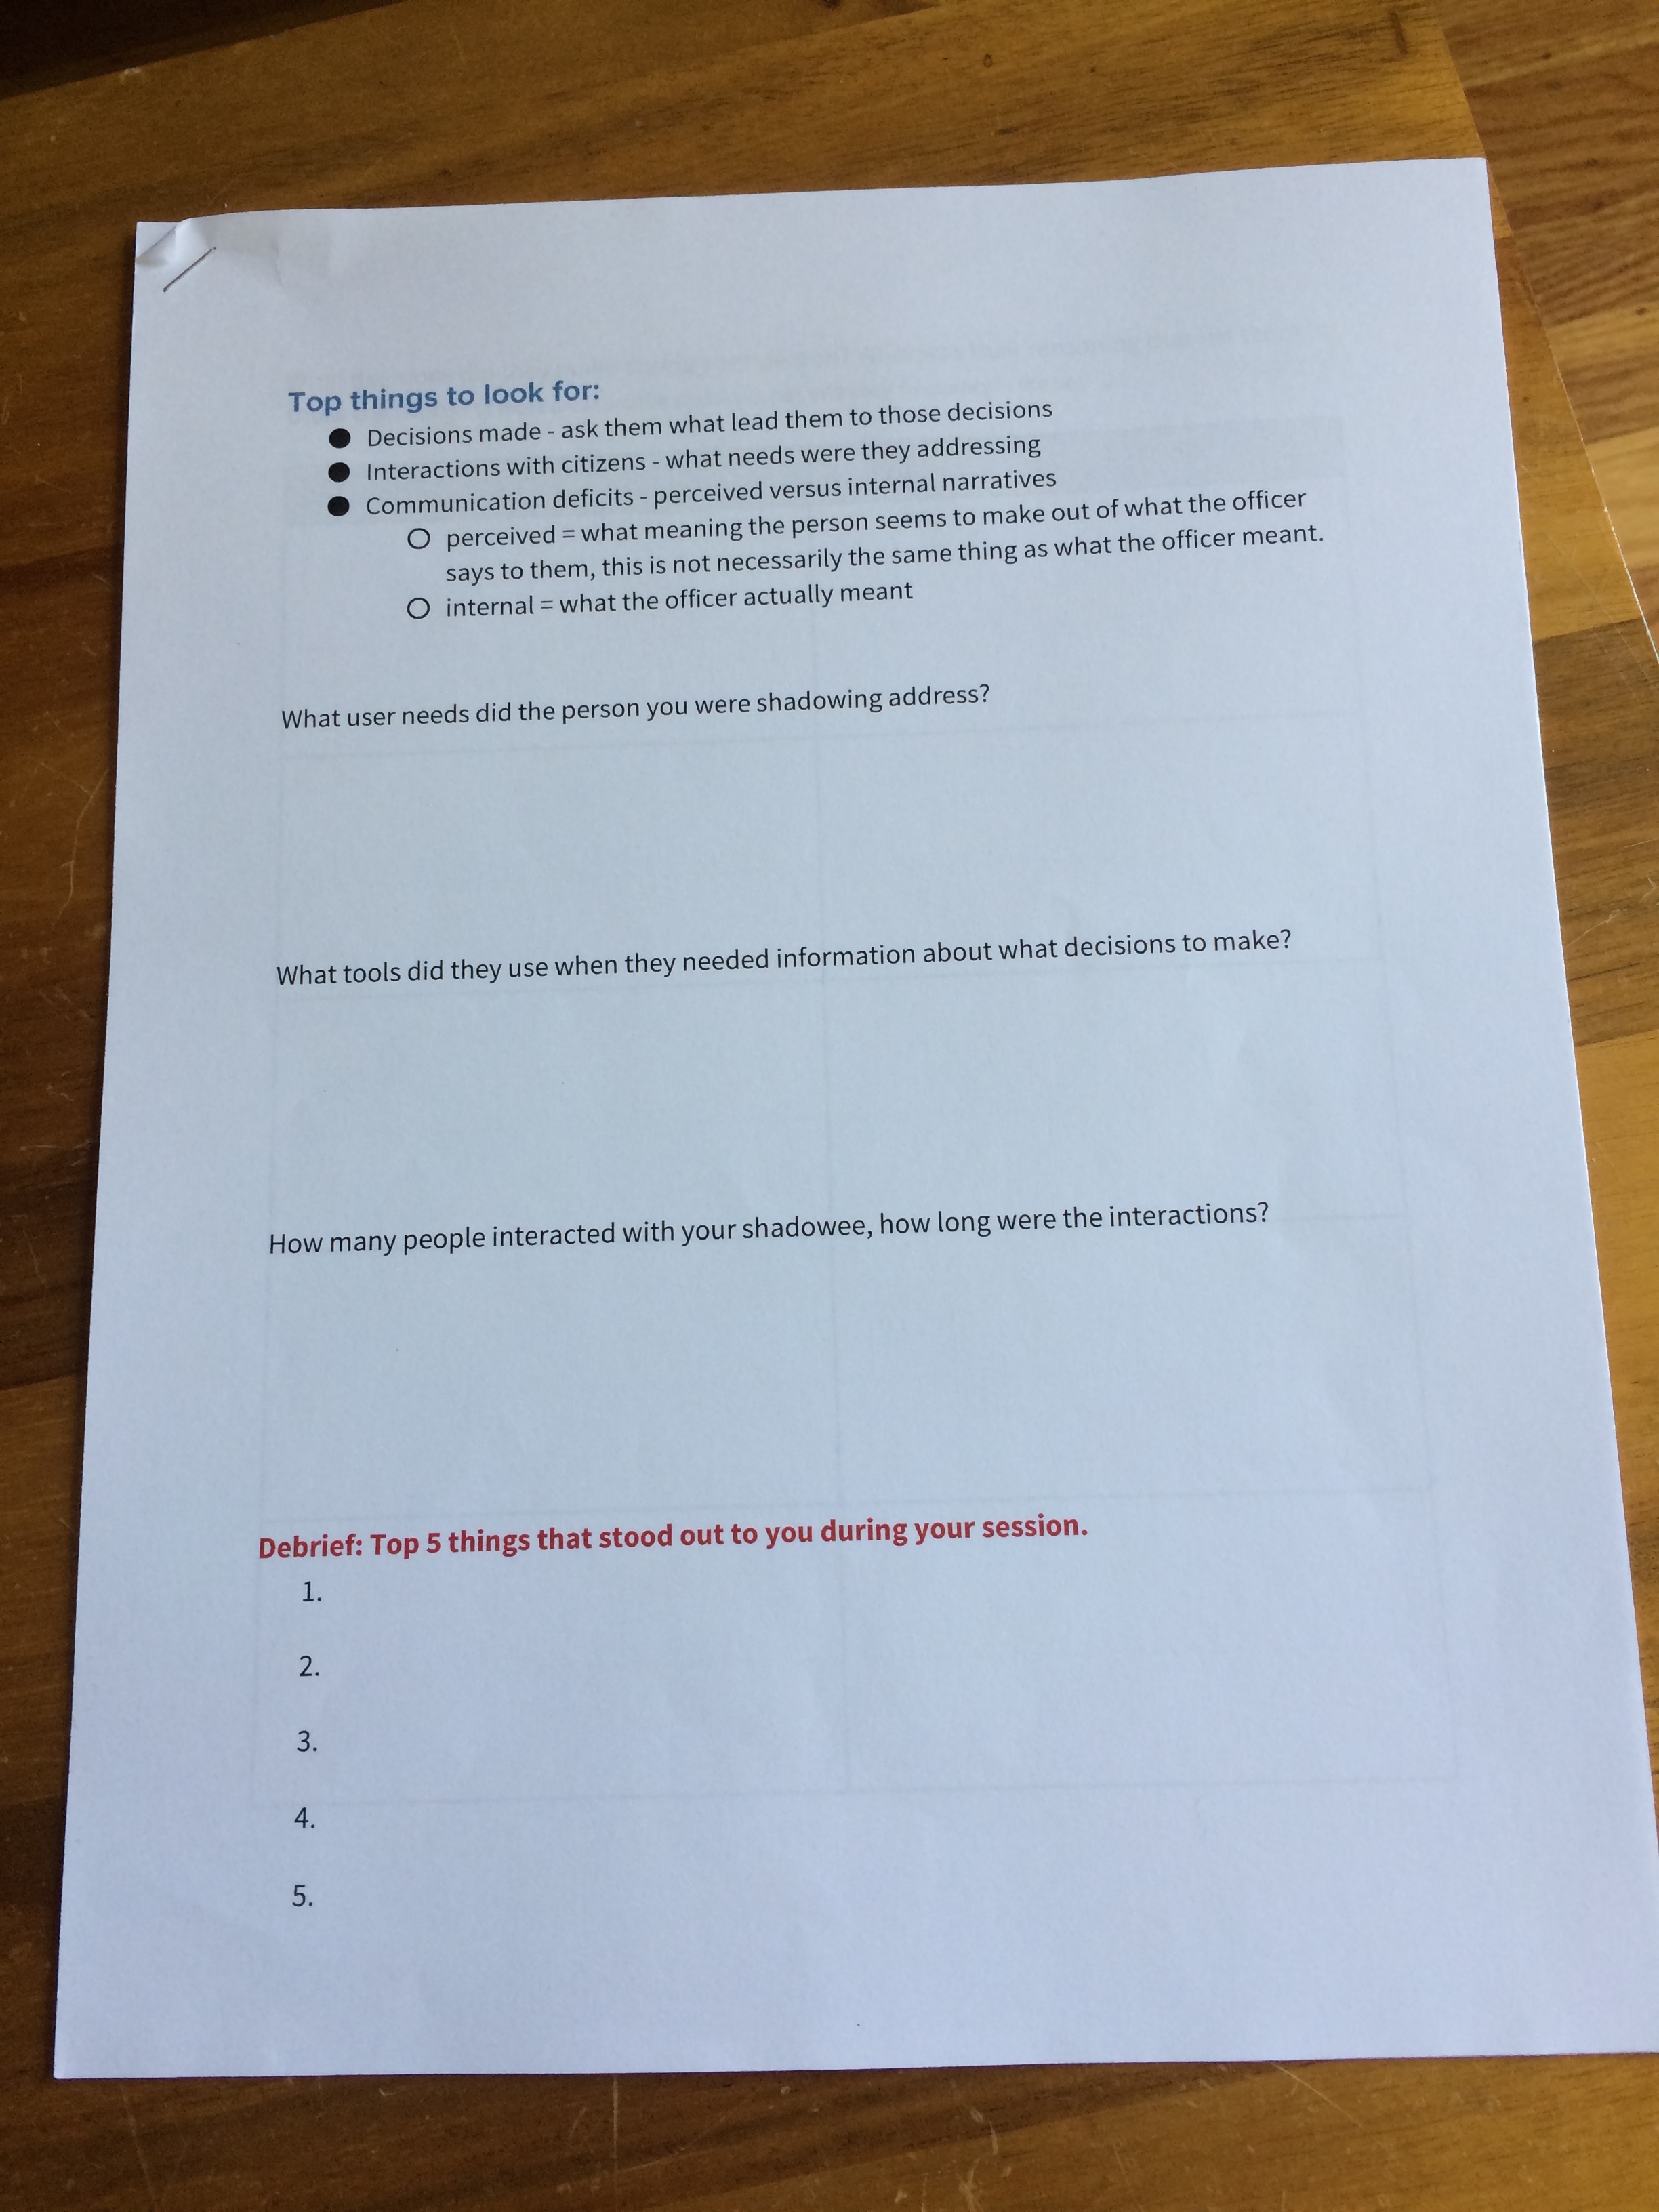 Top things to look for:
● Decisions made - ask them what lead them to those decisions
● Interactions with citizens - what needs were they addressing
● Communication deficits - perceived versus internal narratives
○ perceived = what meaning the person seems to make out of what the officer
says to them, this is not necessarily the same thing as what the officer meant.
○ internal = what the officer actually meant
What user needs did the person you were shadowing address?
What tools did they use when they needed information about what decisions to make?
How many people interacted with your shadowee, how long were the interactions?
Debrief: Top 5 things that stood out to you during your session.
1.
2.
3.
4.
5.